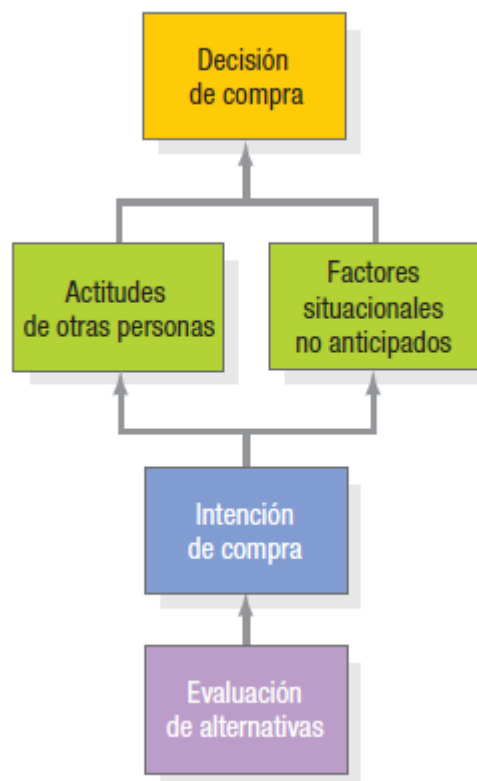 Decisión
de compra
Actitudes
de otras personas
Factores
situacionales
no anticipados
Intención
de compra
Evaluación
de alternativas